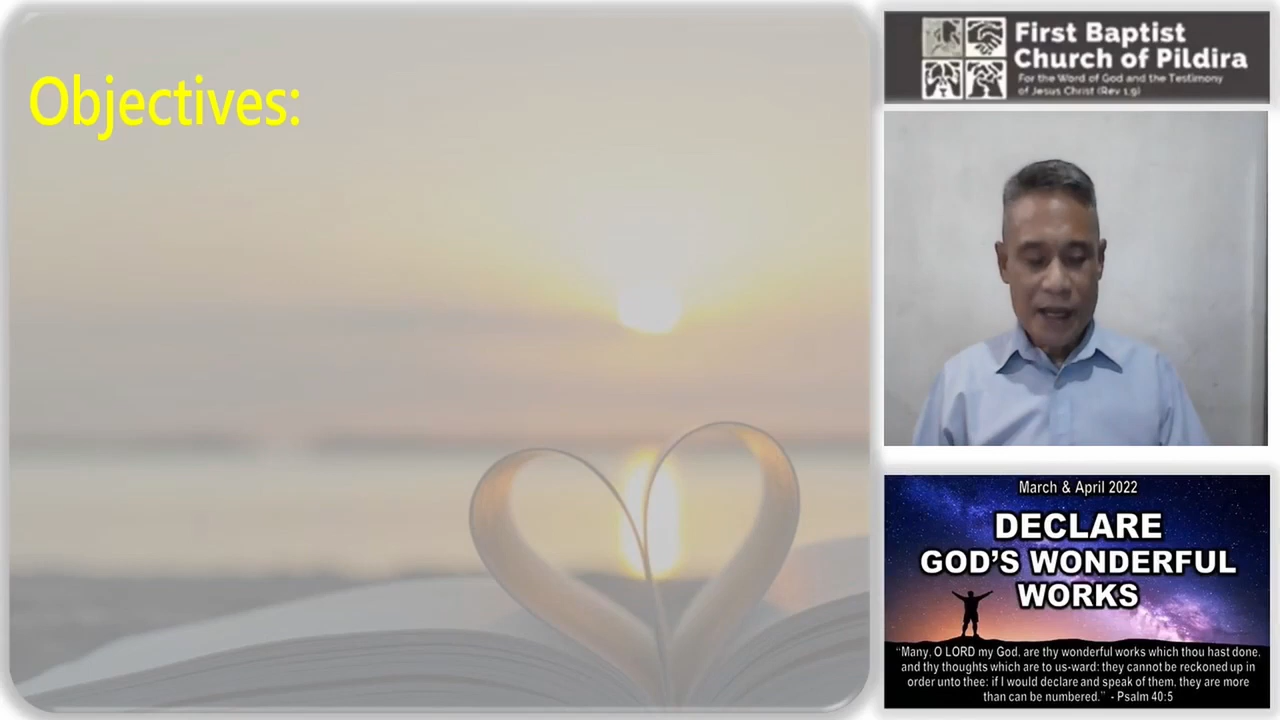 Objectives:
First Baptist
Church of Pildira
For the Word of God and the Testimony
of Jesus Christ (Rev 1:9)
March & April 2022
DECLARE
GOD'S WONDERFUL
WORKS
"Many, O LORD my God, are thy wonderful works which thou hast done,
and thy thoughts which are to us-ward: they cannot be reckoned up in
order unto thee: if I would declare and speak of them, they are more
than can be numbered." - Psalm 40:5